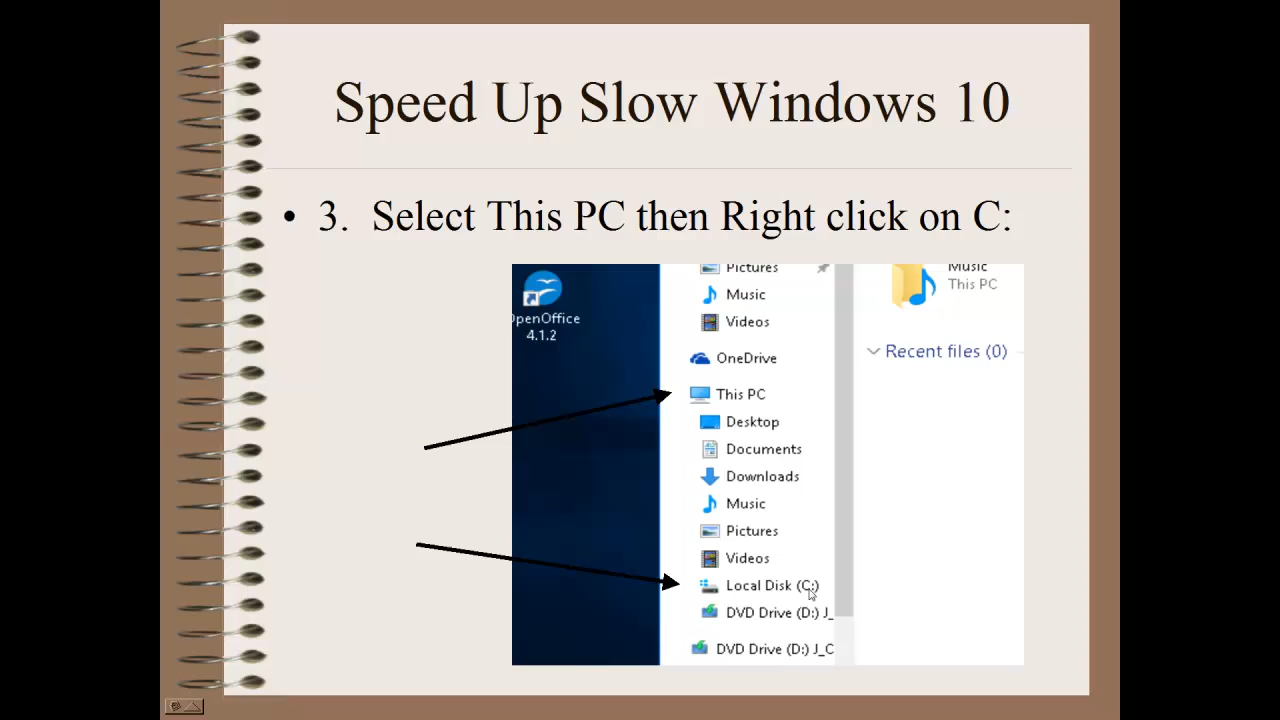 Speed Up Slow Windows 10
• 3. Select This PC then Right click on C:
OpenOffice
4.1.2
Pictures
Music
Videos
OneDrive
This PC
Desktop
Documents
Downloads
Music
Pictures
Videos
Local Disk (C:)
DVD Drive (D:) J_
DVD Drive (D:) J_C
Music
This PC
Recent files (0)